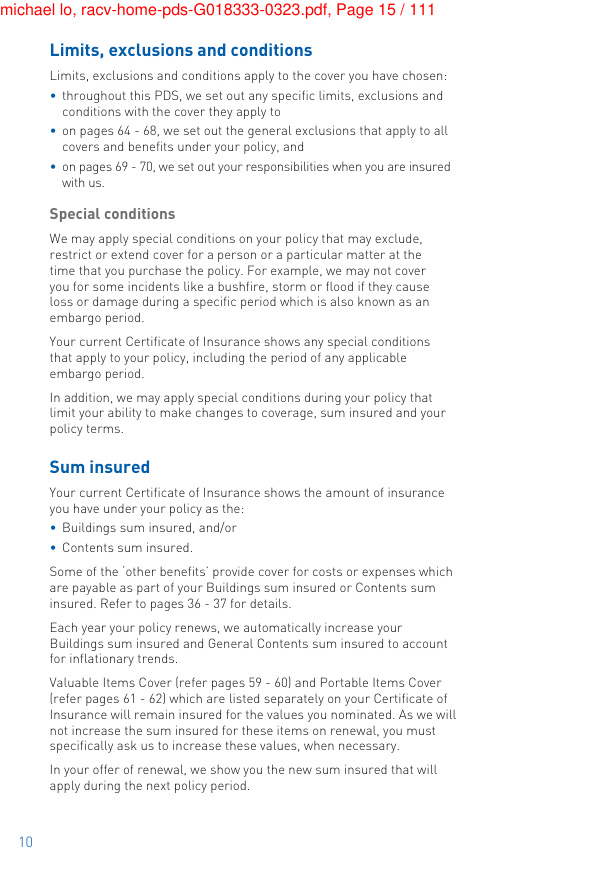 michael lo, racv-home-pds-G018333-0323.pdf, Page 15 / 111
Limits, exclusions and conditions
Limits, exclusions and conditions apply to the cover you have chosen:
• throughout this PDS, we set out any specific limits, exclusions and
conditions with the cover they apply to
• on pages 64 - 68, we set out the general exclusions that apply to all
covers and benefits under your policy, and
• on pages 69 - 70, we set out your responsibilities when you are insured
with us.
Special conditions
We may apply special conditions on your policy that may exclude,
restrict or extend cover for a person or a particular matter at the
time that you purchase the policy. For example, we may not cover
you for some incidents like a bushfire, storm or flood if they cause
loss or damage during a specific period which is also known as an
embargo period.
Your current Certificate of Insurance shows any special conditions
that apply to your policy, including the period of any applicable
embargo period.
In addition, we may apply special conditions during your policy that
limit your ability to make changes to coverage, sum insured and your
policy terms.
Sum insured
Your current Certificate of Insurance shows the amount of insurance
you have under your policy as the:
• Buildings sum insured, and/or
• Contents sum insured.
Some of the ‘other benefits’ provide cover for costs or expenses which
are payable as part of your Buildings sum insured or Contents sum
insured. Refer to pages 36 - 37 for details.
Each year your policy renews, we automatically increase your
Buildings sum insured and General Contents sum insured to account
for inflationary trends.
Valuable Items Cover (refer pages 59 - 60) and Portable Items Cover
(refer pages 61 - 62) which are listed separately on your Certificate of
Insurance will remain insured for the values you nominated. As we will
not increase the sum insured for these items on renewal, you must
specifically ask us to increase these values, when necessary.
In your offer of renewal, we show you the new sum insured that will
apply during the next policy period.
10